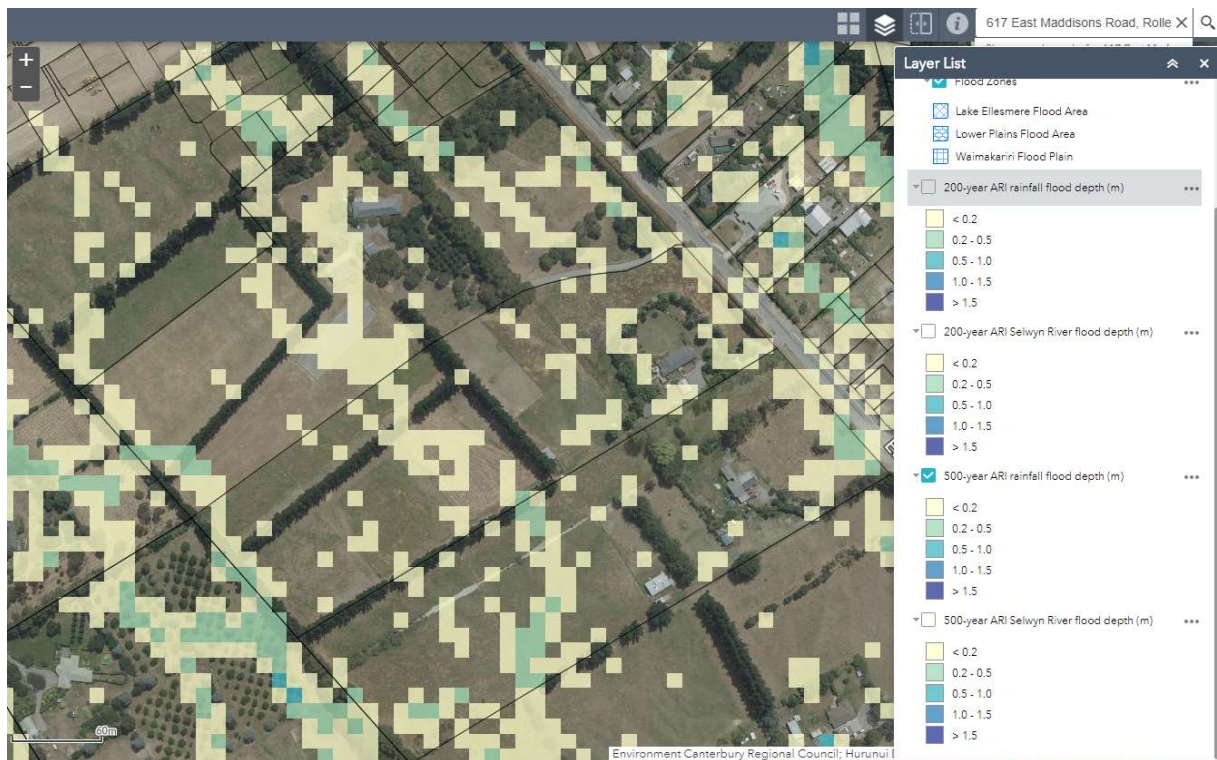 617 East Maddisons Road, Rolle
Layer List
Flood Zones
Lake Ellesmere Flood Area
Lower Plains Flood Area
Waimakariri Flood Plain
200-year ARI rainfall flood depth (m)
< 0.2
0.2 - 0.5
0.5 - 1.0
1.0 - 1.5
> 1.5
200-year ARI Selwyn River flood depth (m)
< 0.2
0.2 - 0.5
0.5 - 1.0
1.0 - 1.5
> 1.5
500-year ARI rainfall flood depth (m)
< 0.2
0.2 - 0.5
0.5 - 1.0
1.0 - 1.5
> 1.5
500-year ARI Selwyn River flood depth (m)
< 0.2
0.2 - 0.5
0.5 - 1.0
1.0 - 1.5
> 1.5
60m
Environment Canterbury Regional Council; Hurunui